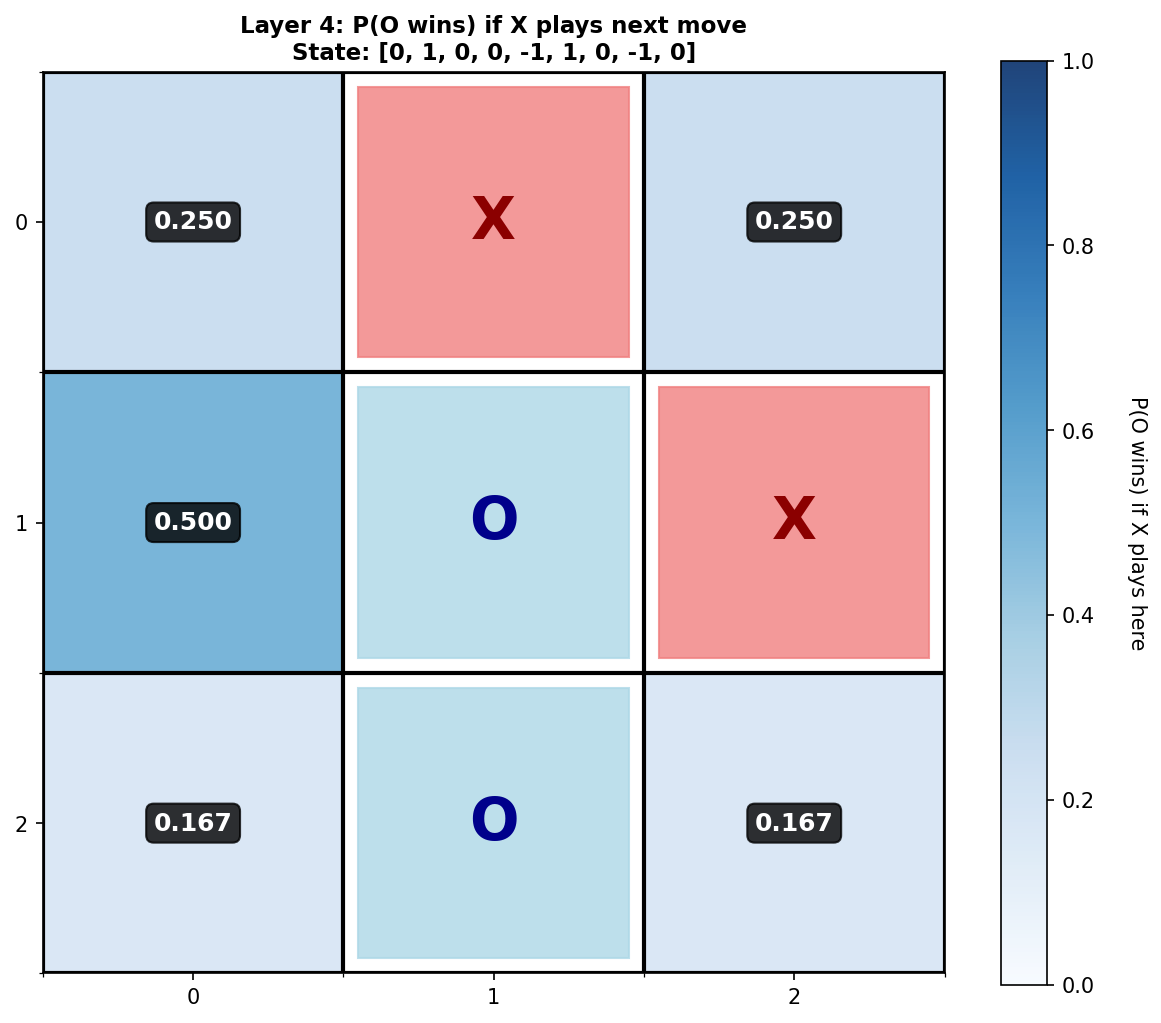 Layer 4: P(O wins) if X plays next move
State: [0, 1, 0, 0, -1, 1, 0, -1, 0]
0.250
X
0.250
0.500
O
X
0.167
O
0.167
0
1
2
0
1
2
1.0
0.8
0.6
0.4
0.2
0.0
P(O wins) if X plays here